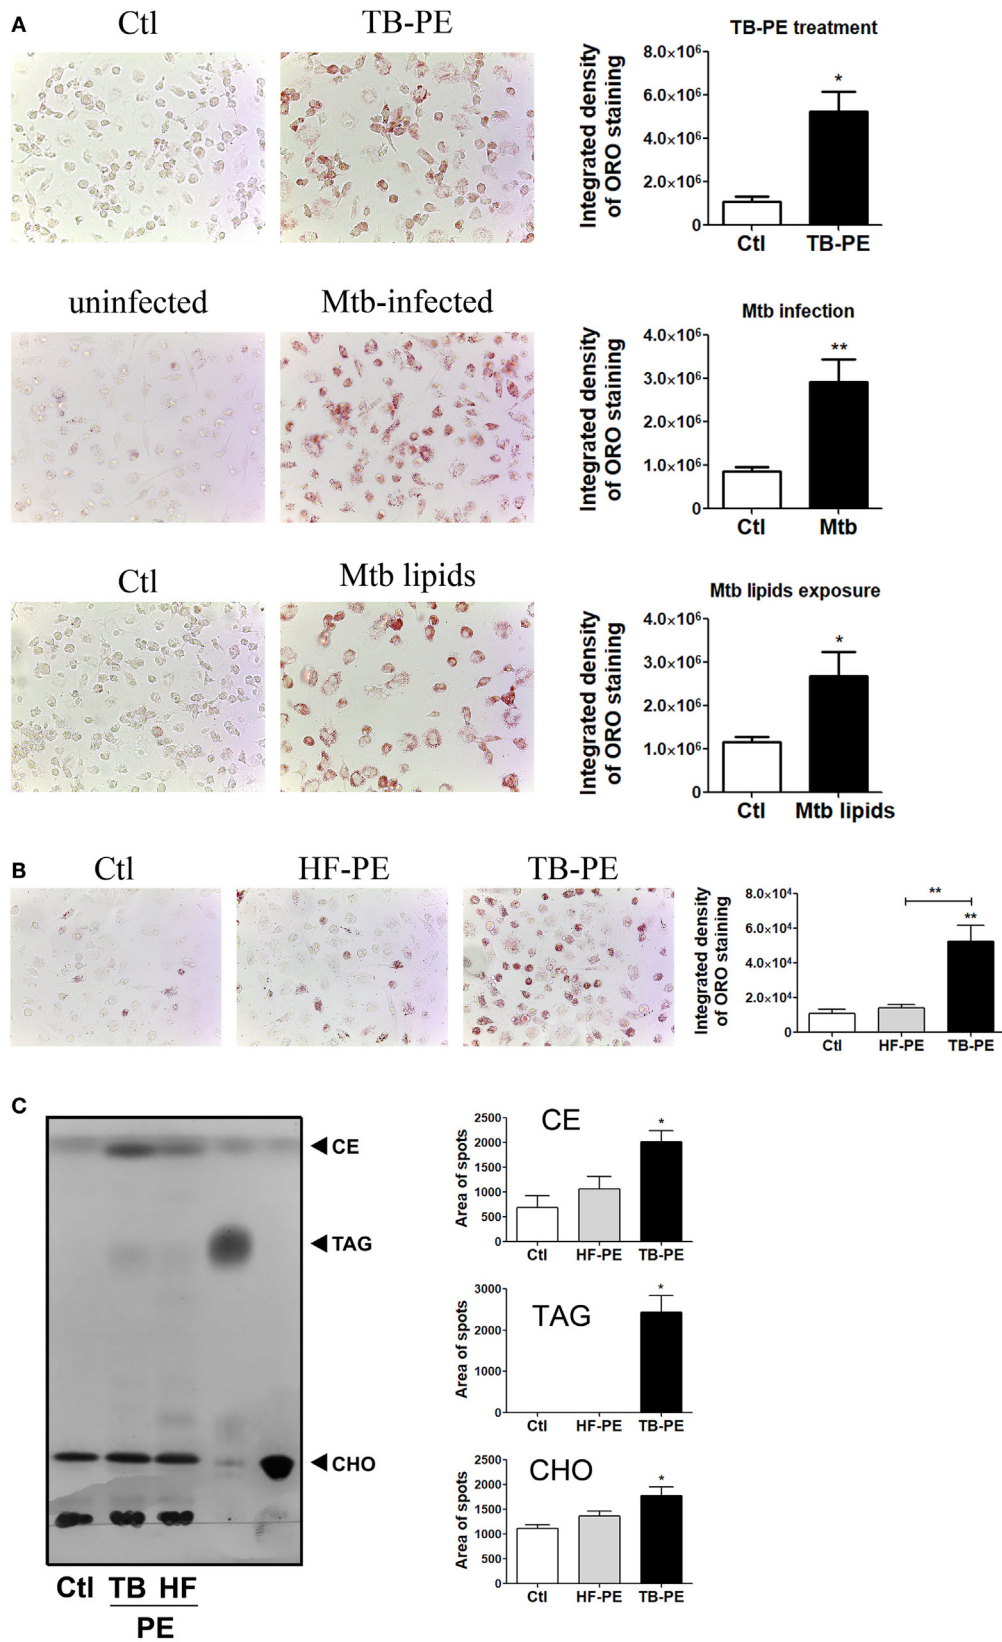 A
Ctl
TB-PE
TB-PE treatment
Integrated density
of ORO staining
8.0×10⁶
6.0×10⁶
4.0×10⁶
2.0×10⁶
0
*
Ctl
TB-PE
uninfected
Mtb-infected
Mtb infection
Integrated density
of ORO staining
4.0×10⁶
3.0×10⁶
2.0×10⁶
1.0×10⁶
0
**
Ctl
Mtb
Ctl
Mtb lipids
Mtb lipids exposure
Integrated density
of ORO staining
4.0×10⁶
3.0×10⁶
2.0×10⁶
1.0×10⁶
0
*
Ctl
Mtb lipids
B
Ctl
HF-PE
TB-PE
Integrated density
of ORO staining
8.0×10⁴
6.0×10⁴
4.0×10⁴
2.0×10⁴
0
**
**
Ctl
HF-PE
TB-PE
C
CE
TAG
CHO
Ctl
TB
HF
PE
CE
Area of spots
2500
2000
1500
1000
500
0
*
Ctl
HF-PE
TB-PE
TAG
Area of spots
3000
2000
1000
0
*
Ctl
HF-PE
TB-PE
CHO
Area of spots
2500
2000
1500
1000
500
0
*
Ctl
HF-PE
TB-PE